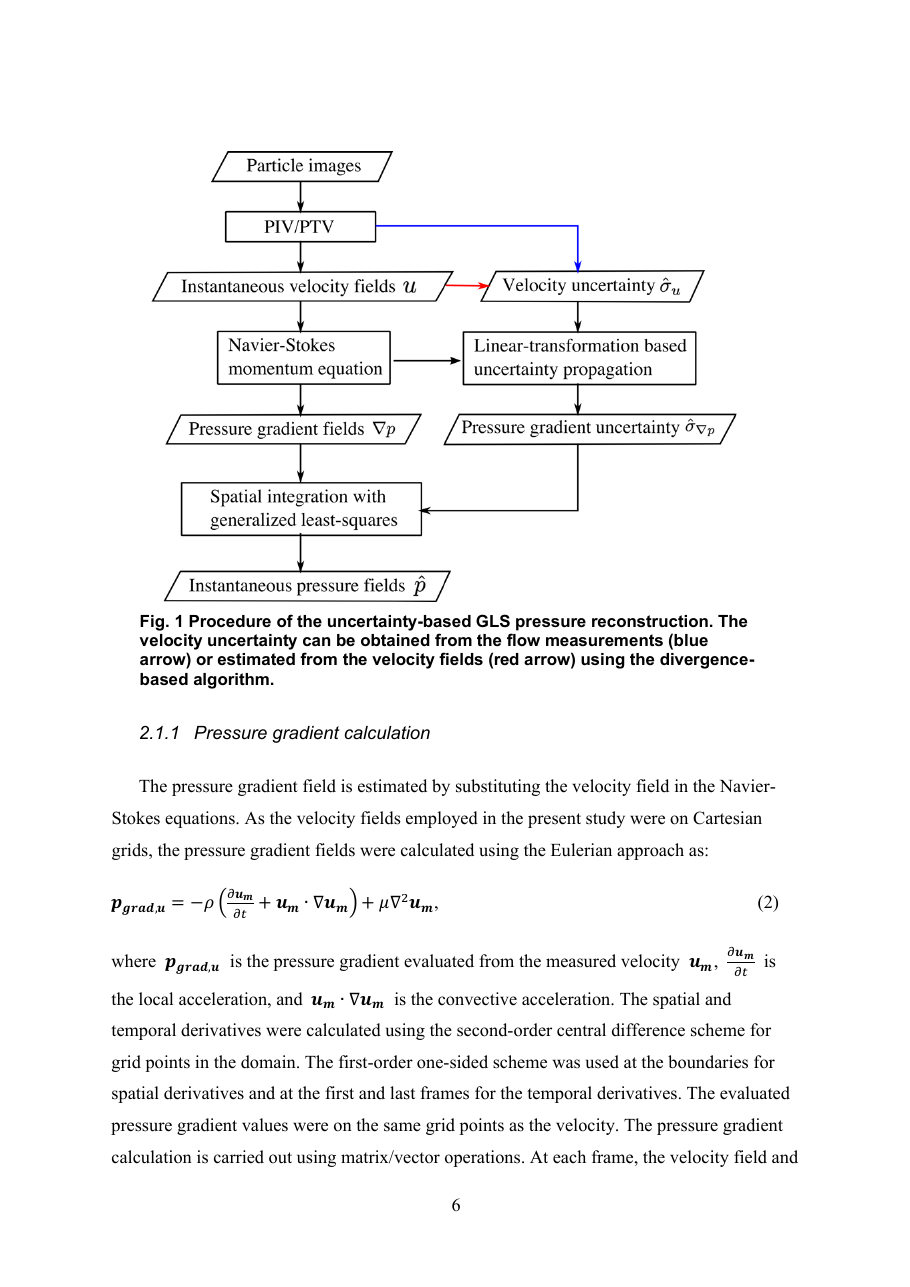 Particle images
PIV/PTV
Instantaneous velocity fields u
Velocity uncertainty σ̂u
Navier-Stokes
momentum equation
Linear-transformation based
uncertainty propagation
Pressure gradient fields ∇p
Pressure gradient uncertainty σ̂∇p
Spatial integration with
generalized least-squares
Instantaneous pressure fields p̂
Fig. 1 Procedure of the uncertainty-based GLS pressure reconstruction. The
velocity uncertainty can be obtained from the flow measurements (blue
arrow) or estimated from the velocity fields (red arrow) using the divergence-
based algorithm.
2.1.1 Pressure gradient calculation
The pressure gradient field is estimated by substituting the velocity field in the Navier-
Stokes equations. As the velocity fields employed in the present study were on Cartesian
grids, the pressure gradient fields were calculated using the Eulerian approach as:
p_grad,u = −ρ (∂u_m/∂t + u_m · ∇u_m) + μ∇²u_m, (2)
where p_grad,u is the pressure gradient evaluated from the measured velocity u_m, ∂u_m/∂t is
the local acceleration, and u_m · ∇u_m is the convective acceleration. The spatial and
temporal derivatives were calculated using the second-order central difference scheme for
grid points in the domain. The first-order one-sided scheme was used at the boundaries for
spatial derivatives and at the first and last frames for the temporal derivatives. The evaluated
pressure gradient values were on the same grid points as the velocity. The pressure gradient
calculation is carried out using matrix/vector operations. At each frame, the velocity field and
6